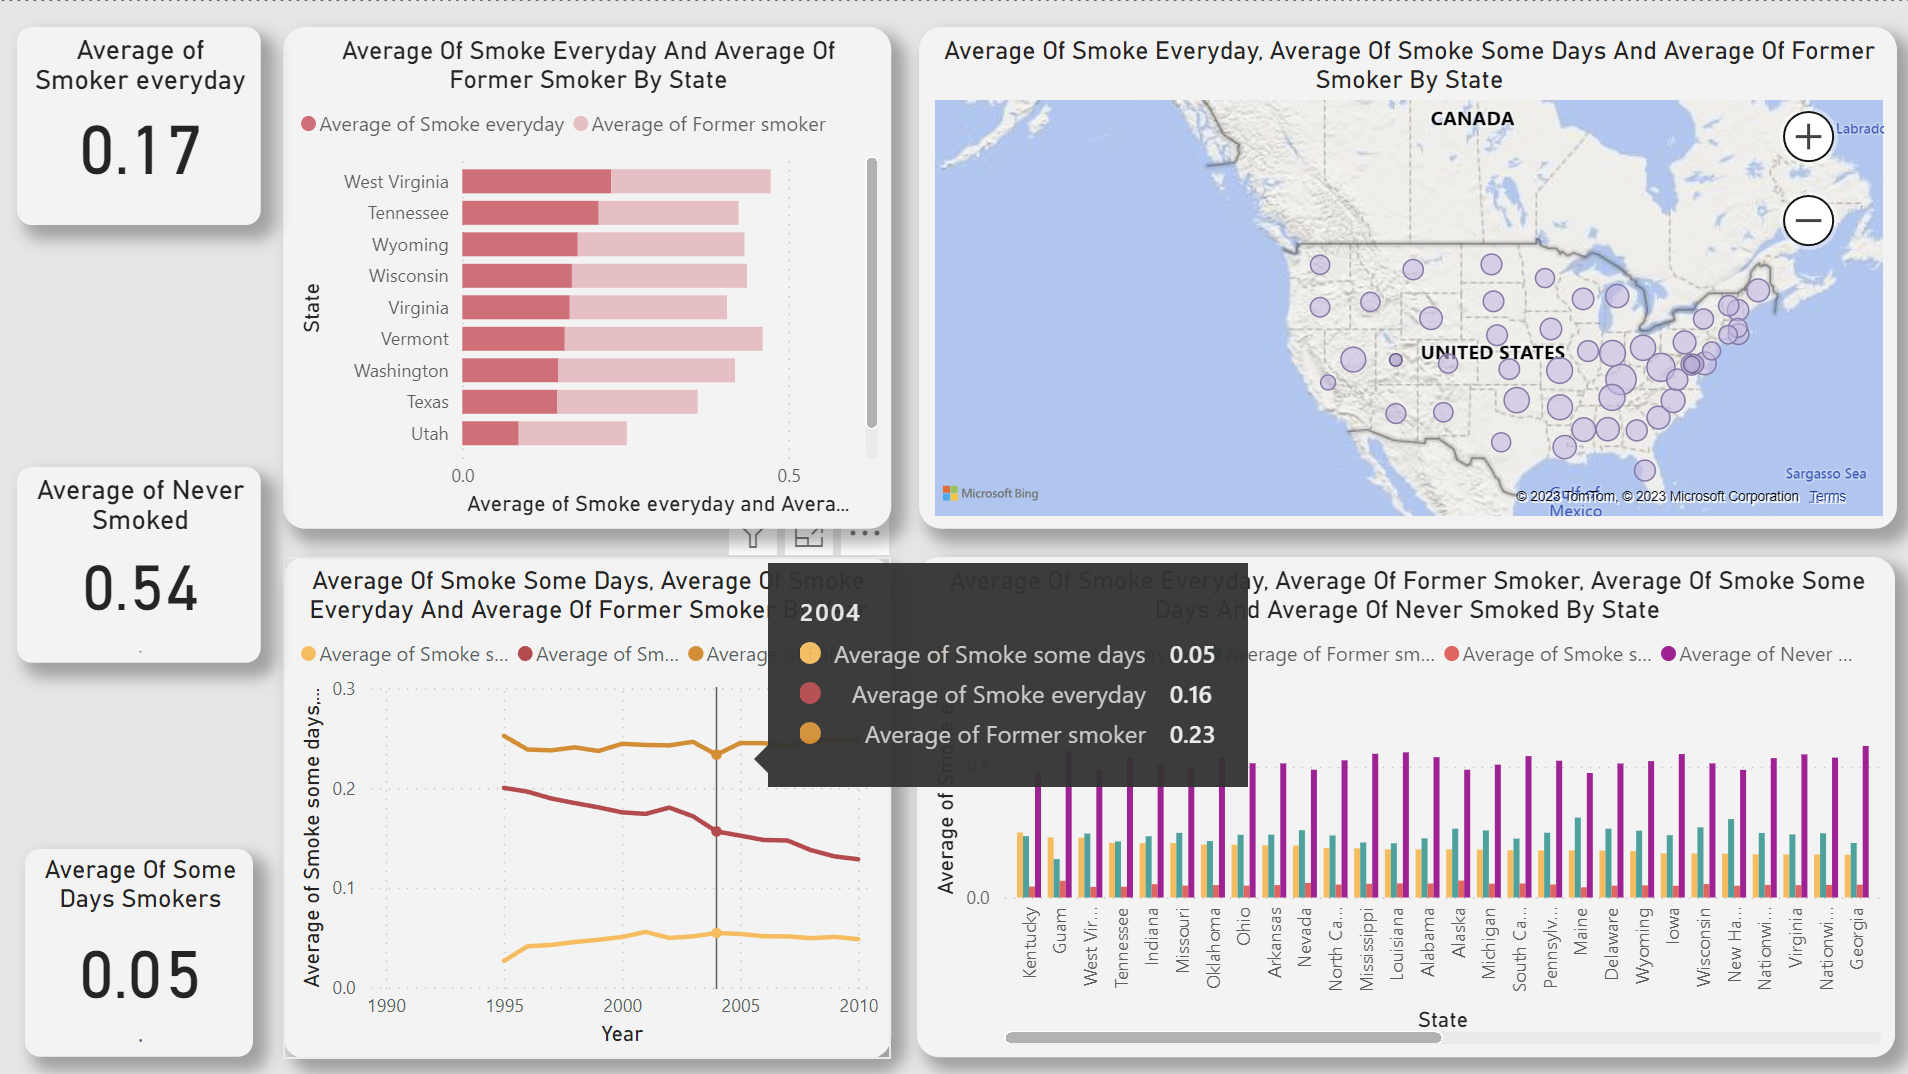 Average of
Smoker everyday
0.17
Average of Never
Smoked
0.54
Average Of Some
Days Smokers
0.05
Average Of Smoke Everyday And Average Of
Former Smoker By State
Average of Smoke everyday
Average of Former smoker
State
West Virginia
Tennessee
Wyoming
Wisconsin
Virginia
Vermont
Washington
Texas
Utah
0.0
0.5
Average of Smoke everyday and Avera...
Average Of Smoke Everyday, Average Of Smoke Some Days And Average Of Former
Smoker By State
CANADA
Labrado
UNITED STATES
Sargasso Sea
Gulf of
Mexico
Microsoft Bing
© 2023 TomTom, © 2023 Microsoft Corporation Terms
Average Of Smoke Some Days, Average Of Smoke
Everyday And Average Of Former Smoker
Average of Smoke s...
Average of Sm...
Average
Average of Smoke some days,...
0.3
0.2
0.1
0.0
1990
1995
2000
2005
2010
Year
2004
Average of Smoke some days 0.05
Average of Smoke everyday 0.16
Average of Former smoker 0.23
Average Of Smoke Everyday, Average Of Former Smoker, Average Of Smoke Some
Days And Average Of Never Smoked By State
Average of Former sm...
Average of Smoke s...
Average of Never ...
Average of Smoke
0.5
0.0
Kentucky
Guam
West Vir...
Tennessee
Indiana
Missouri
Oklahoma
Ohio
Arkansas
Nevada
North Ca...
Mississippi
Louisiana
Alabama
Alaska
Michigan
South Ca...
Pennsylv...
Maine
Delaware
Wyoming
Iowa
Wisconsin
New Ha...
Nationwi...
Virginia
Nationwi...
Georgia
State